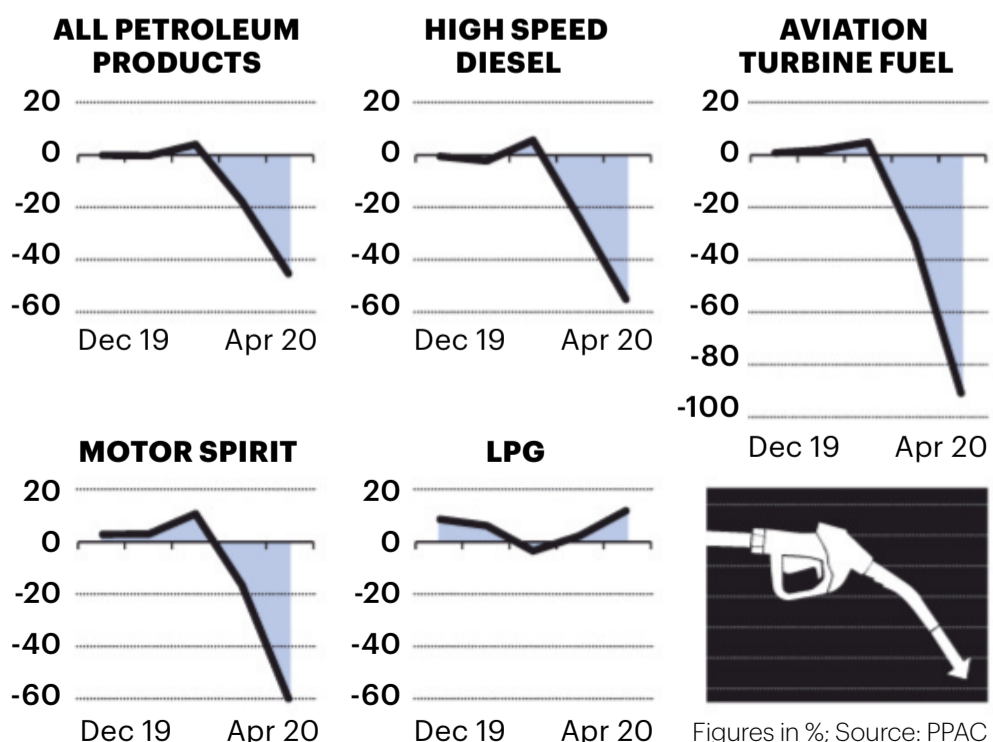 ALL PETROLEUM
PRODUCTS
20
0
-20
-40
-60
Dec 19 Apr 20
HIGH SPEED
DIESEL
20
0
-20
-40
-60
Dec 19 Apr 20
AVIATION
TURBINE FUEL
20
0
-20
-40
-60
-80
-100
Dec 19 Apr 20
MOTOR SPIRIT
20
0
-20
-40
-60
Dec 19 Apr 20
LPG
20
0
-20
-40
-60
Dec 19 Apr 20
Figures in %; Source: PPAC